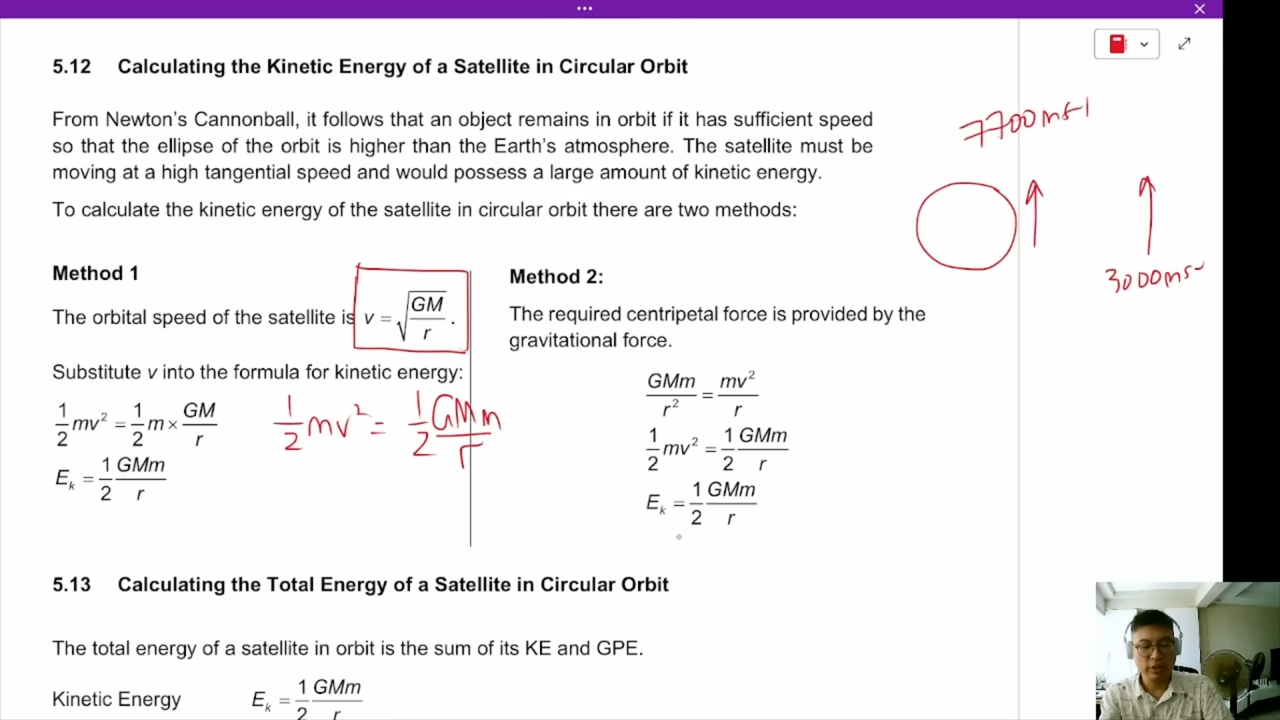 5.12 Calculating the Kinetic Energy of a Satellite in Circular Orbit
From Newton's Cannonball, it follows that an object remains in orbit if it has sufficient speed
so that the ellipse of the orbit is higher than the Earth's atmosphere. The satellite must be
moving at a high tangential speed and would possess a large amount of kinetic energy.
To calculate the kinetic energy of the satellite in circular orbit there are two methods:
7700ms-1
3000ms-
Method 1
The orbital speed of the satellite is v = √(GM/r).
Substitute v into the formula for kinetic energy:
1/2 mv² = 1/2 m × GM/r
1/2 mv² = 1/2 GMm/r
E_k = 1/2 GMm/r
Method 2:
The required centripetal force is provided by the
gravitational force.
GMm/r² = mv²/r
1/2 mv² = 1/2 GMm/r
E_k = 1/2 GMm/r
5.13 Calculating the Total Energy of a Satellite in Circular Orbit
The total energy of a satellite in orbit is the sum of its KE and GPE.
Kinetic Energy E_k = 1/2 GMm/r